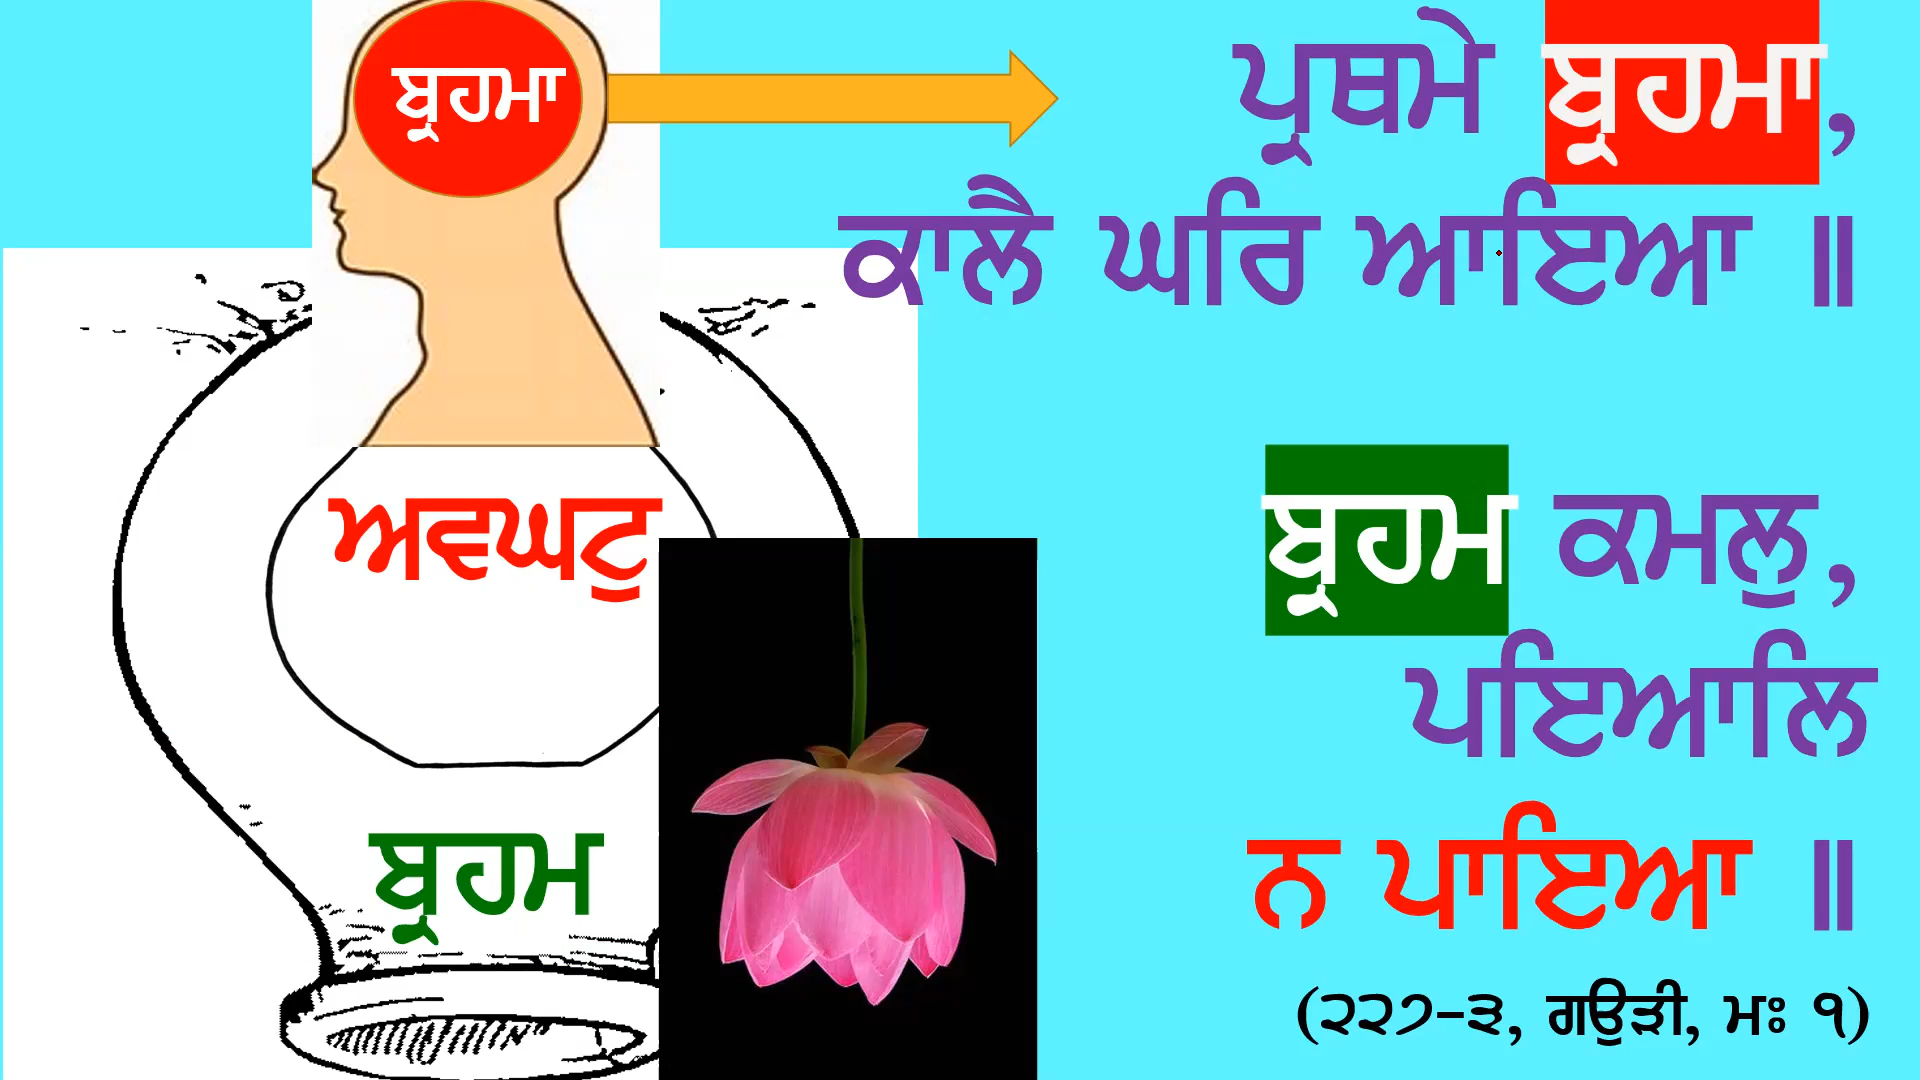 ਬ੍ਰਹਮਾ
ਪ੍ਰਥਮੇ ਬ੍ਰਹਮਾ,
ਕਾਲੈ ਘਰਿ ਆਇਆ ॥
ਅਵਘਟੁ
ਬ੍ਰਹਮ ਕਮਲੁ,
ਪਇਆਲਿ
ਨ ਪਾਇਆ ॥
ਬ੍ਰਹਮ
(੨੨੭-੩, ਗਉੜੀ, ਮਃ ੧)